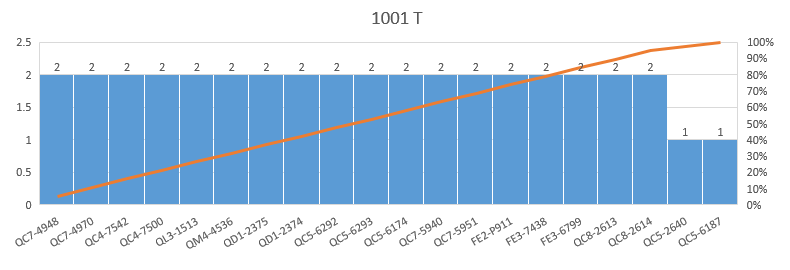 1001 T
2.5
2
1.5
1
0.5
0
100%
90%
80%
70%
60%
50%
40%
30%
20%
10%
0%
2 2 2 2 2 2 2 2 2 2 2 2 2 2 2 2 2 2 1 1
QC7-4948
QC7-4970
QC4-7542
QC4-7500
QL3-1513
QM4-4536
QD1-2375
QD1-2374
QC5-6292
QC5-6293
QC5-6174
QC7-5940
QC7-5951
FE2-P911
FE3-7438
FE3-6799
QC8-2613
QC8-2614
QC5-2640
QC5-6187